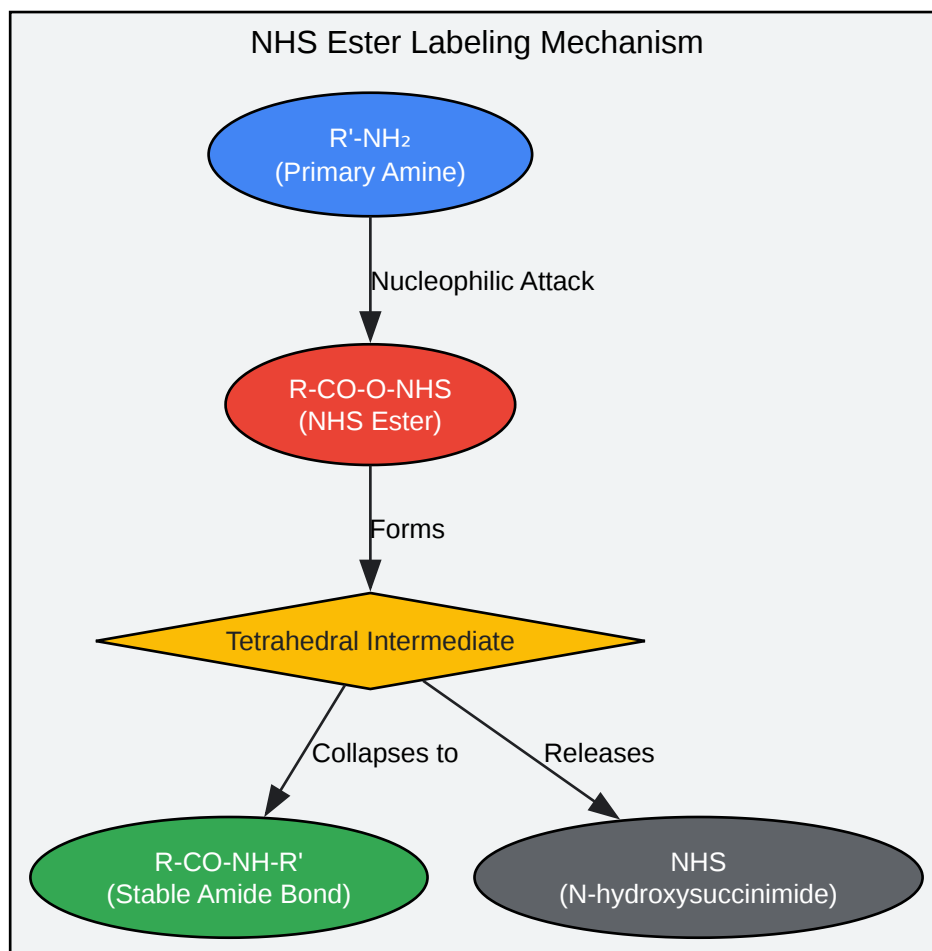 NHS Ester Labeling Mechanism
R'-NH₂
(Primary Amine)
Nucleophilic Attack
R-CO-O-NHS
(NHS Ester)
Forms
Tetrahedral Intermediate
Collapses to
Releases
R-CO-NH-R'
(Stable Amide Bond)
NHS
(N-hydroxysuccinimide)